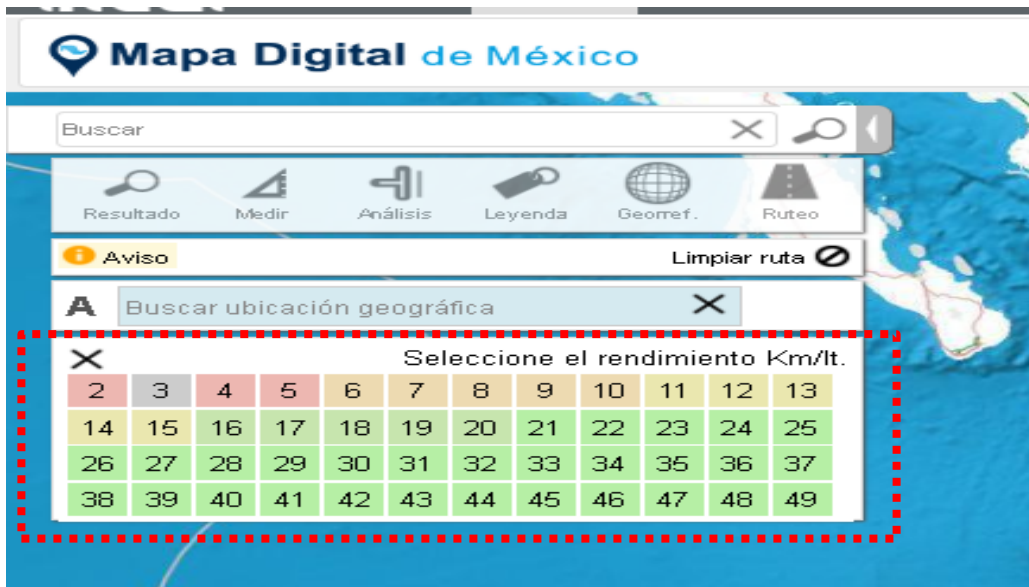 Mapa Digital de México
Buscar
Resultado Medir Análisis Leyenda Georref. Ruteo
Aviso Limpiar ruta
A Buscar ubicación geográfica
Seleccione el rendimiento Km/lt.
2 3 4 5 6 7 8 9 10 11 12 13
14 15 16 17 18 19 20 21 22 23 24 25
26 27 28 29 30 31 32 33 34 35 36 37
38 39 40 41 42 43 44 45 46 47 48 49